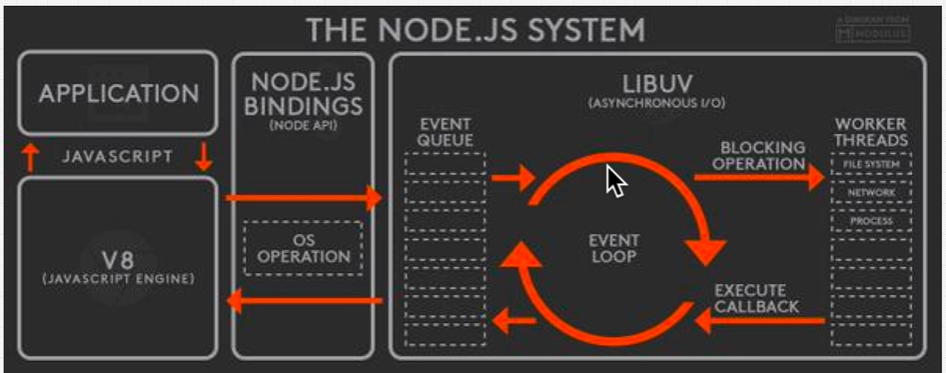 THE NODE.JS SYSTEM
A DIAGRAM FROM
MODULUS
APPLICATION
JAVASCRIPT
V8
(JAVASCRIPT ENGINE)
NODE.JS
BINDINGS
(NODE API)
OS
OPERATION
LIBUV
(ASYNCHRONOUS I/O)
EVENT
QUEUE
EVENT
LOOP
BLOCKING
OPERATION
EXECUTE
CALLBACK
WORKER
THREADS
FILE SYSTEM
NETWORK
PROCESS